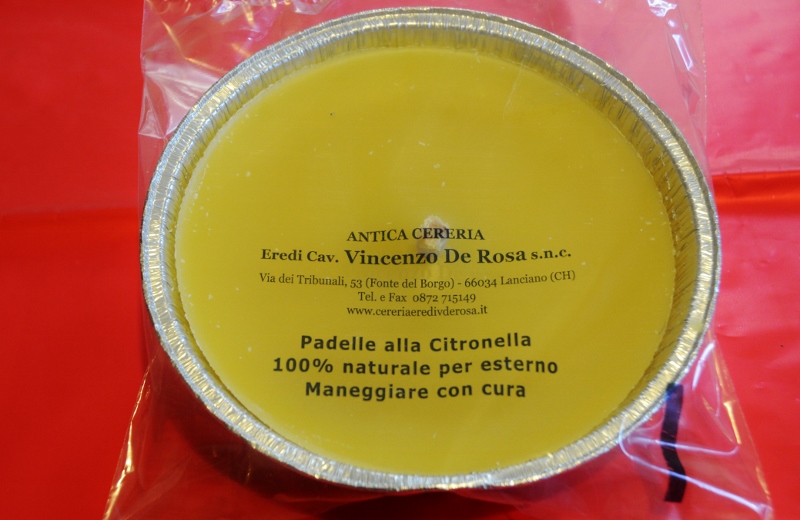 ANTICA CERERIA
Eredi Cav. Vincenzo De Rosa s.n.c.
Via dei Tribunali, 53 (Fonte del Borgo) - 66034 Lanciano (CH)
Tel. e Fax 0872 715149
www.cereriaeredivderosa.it
Padelle alla Citronella
100% naturale per esterno
Maneggiare con cura